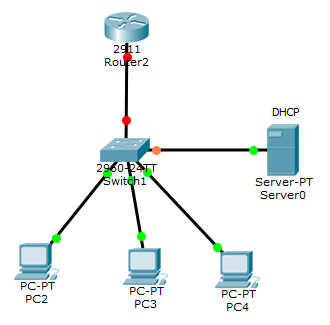 2911
Router2
DHCP
2960-24TT
Switch1
Server-PT
Server0
PC-PT
PC2
PC-PT
PC3
PC-PT
PC4